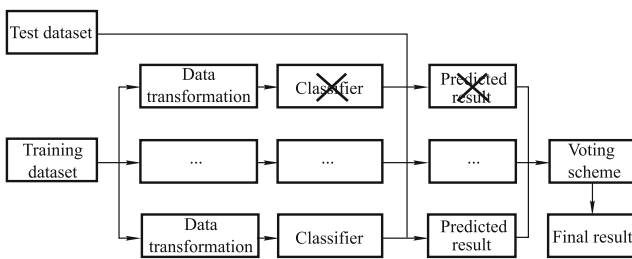 Test dataset
Data
transformation
Classifier
Predicted
result
Training
dataset
...
...
...
Voting
scheme
Data
transformation
Classifier
Predicted
result
Final result